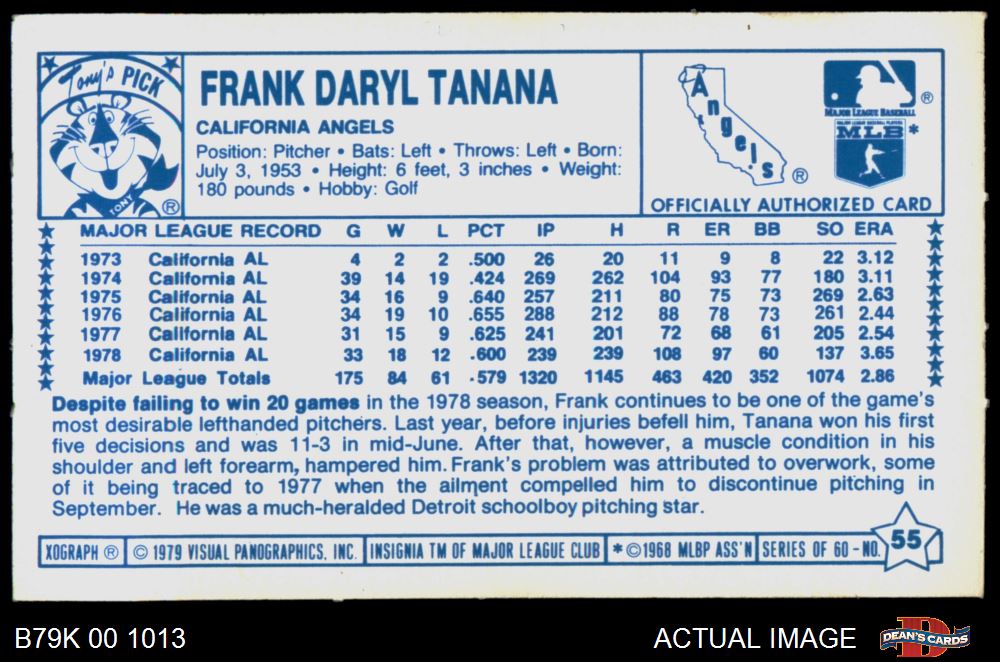 Tony's PICK
TONY ®
FRANK DARYL TANANA
CALIFORNIA ANGELS
Position: Pitcher • Bats: Left • Throws: Left • Born:
July 3, 1953 • Height: 6 feet, 3 inches • Weight:
180 pounds • Hobby: Golf
Angels ®
MAJOR LEAGUE BASEBALL ®
MAJOR LEAGUE BASEBALL PLAYERS
MLB *
OFFICIALLY AUTHORIZED CARD
MAJOR LEAGUE RECORD G W L PCT IP H R ER BB SO ERA
1973 California AL 4 2 2 .500 26 20 11 9 8 22 3.12
1974 California AL 39 14 19 .424 269 262 104 93 77 180 3.11
1975 California AL 34 16 9 .640 257 211 80 75 73 269 2.63
1976 California AL 34 19 10 .655 288 212 88 78 73 261 2.44
1977 California AL 31 15 9 .625 241 201 72 68 61 205 2.54
1978 California AL 33 18 12 .600 239 239 108 97 60 137 3.65
Major League Totals 175 84 61 .579 1320 1145 463 420 352 1074 2.86
Despite failing to win 20 games in the 1978 season, Frank continues to be one of the game's
most desirable lefthanded pitchers. Last year, before injuries befell him, Tanana won his first
five decisions and was 11-3 in mid-June. After that, however, a muscle condition in his
shoulder and left forearm, hampered him. Frank's problem was attributed to overwork, some
of it being traced to 1977 when the ailment compelled him to discontinue pitching in
September. He was a much-heralded Detroit schoolboy pitching star.
XOGRAPH ® © 1979 VISUAL PANOGRAPHICS, INC. INSIGNIA TM OF MAJOR LEAGUE CLUB * © 1968 MLBP ASS'N SERIES OF 60 - NO. 55
B79K 00 1013 ACTUAL IMAGE DEAN'S CARDS